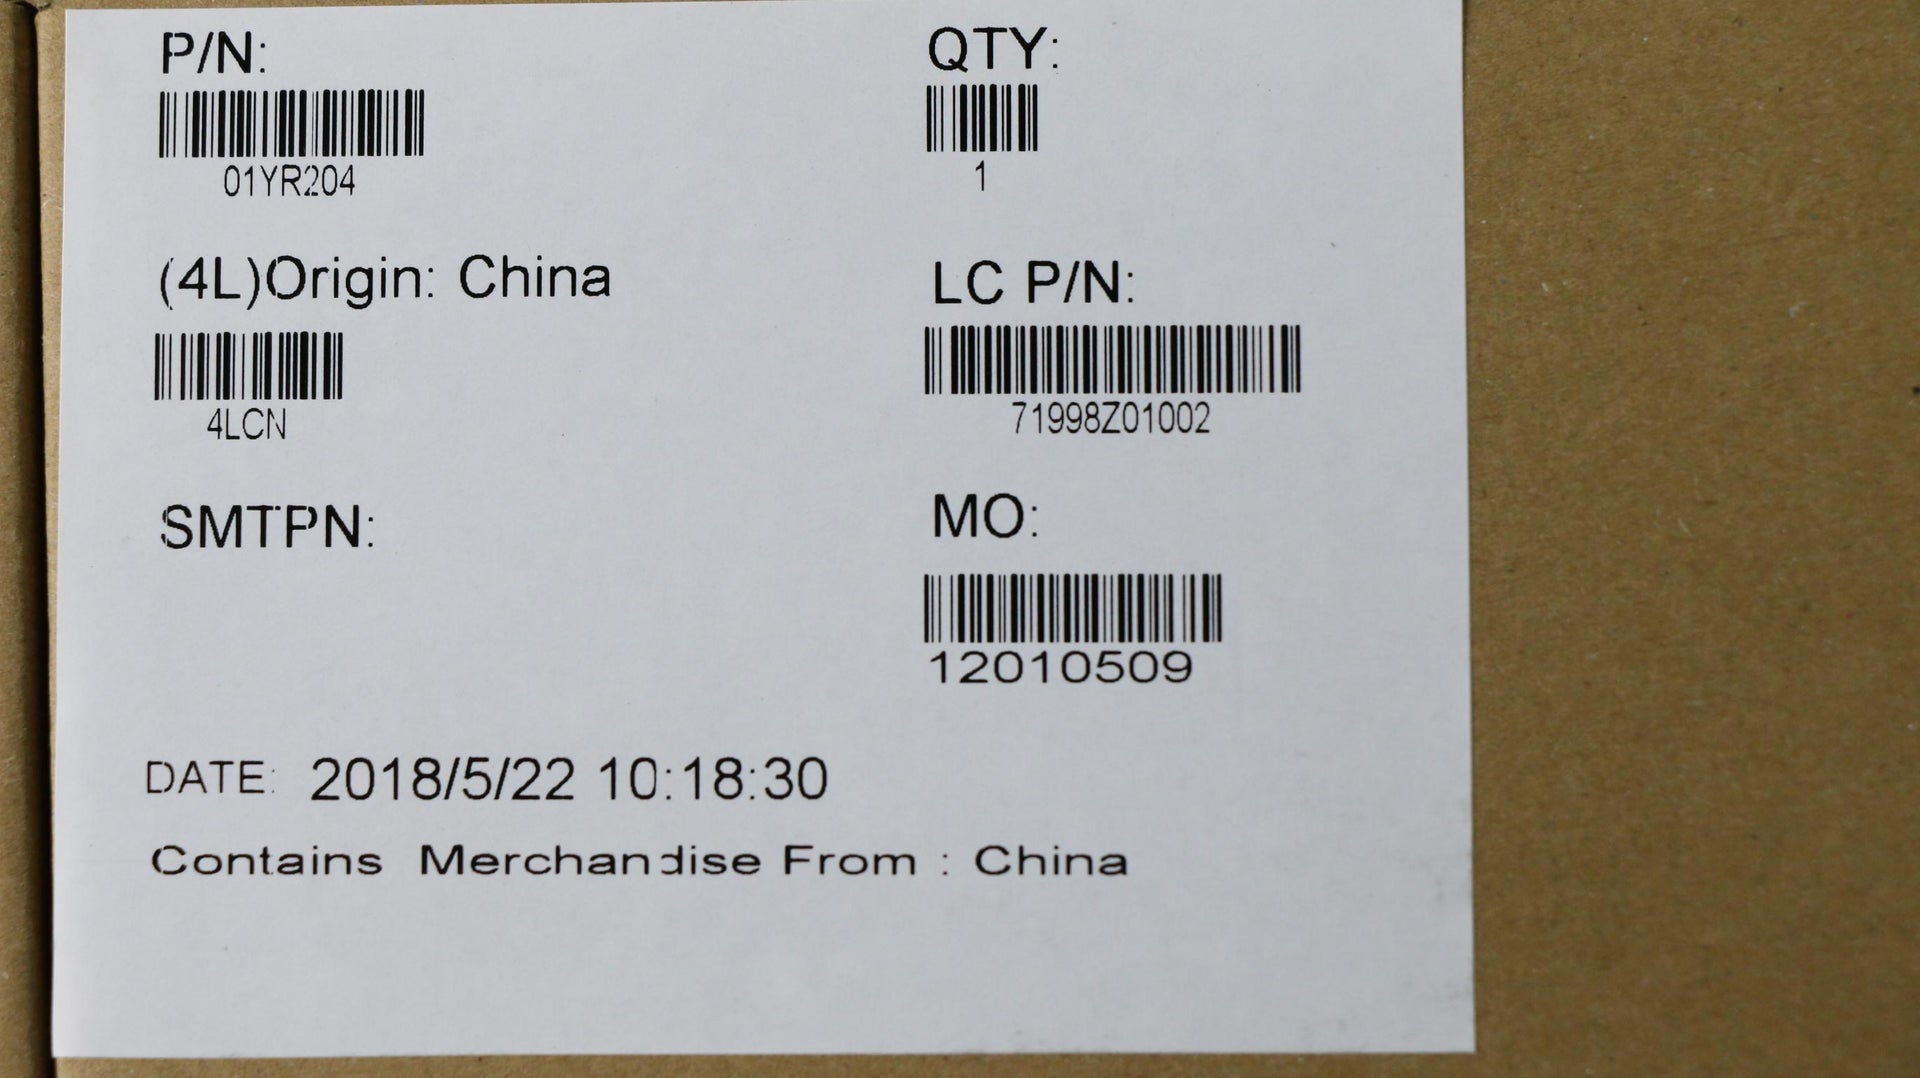 P/N:
QTY:
01YR204
1
(4L)Origin: China
LC P/N:
4LCN
71998Z01002
SMTPN:
MO:
12010509
DATE: 2018/5/22 10:18:30
Contains Merchandise From : China